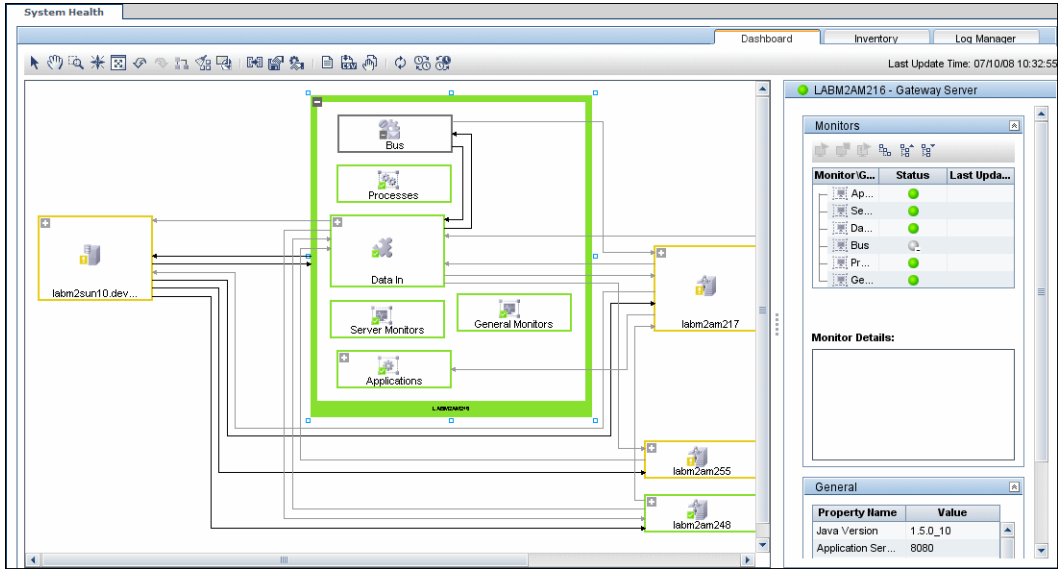 System Health
Dashboard
Inventory
Log Manager
Last Update Time: 07/10/08 10:32:55
LABM2AM216 - Gateway Server
Bus
Processes
Data In
Server Monitors
General Monitors
Applications
LABM2AM216
labm2sun10.dev...
labm2am217
labm2am255
labm2am248
Monitors
Monitor\G... Status Last Upda...
Ap...
Se...
Da...
Bus
Pr...
Ge...
Monitor Details:
General
Property Name Value
Java Version 1.5.0_10
Application Ser... 8080